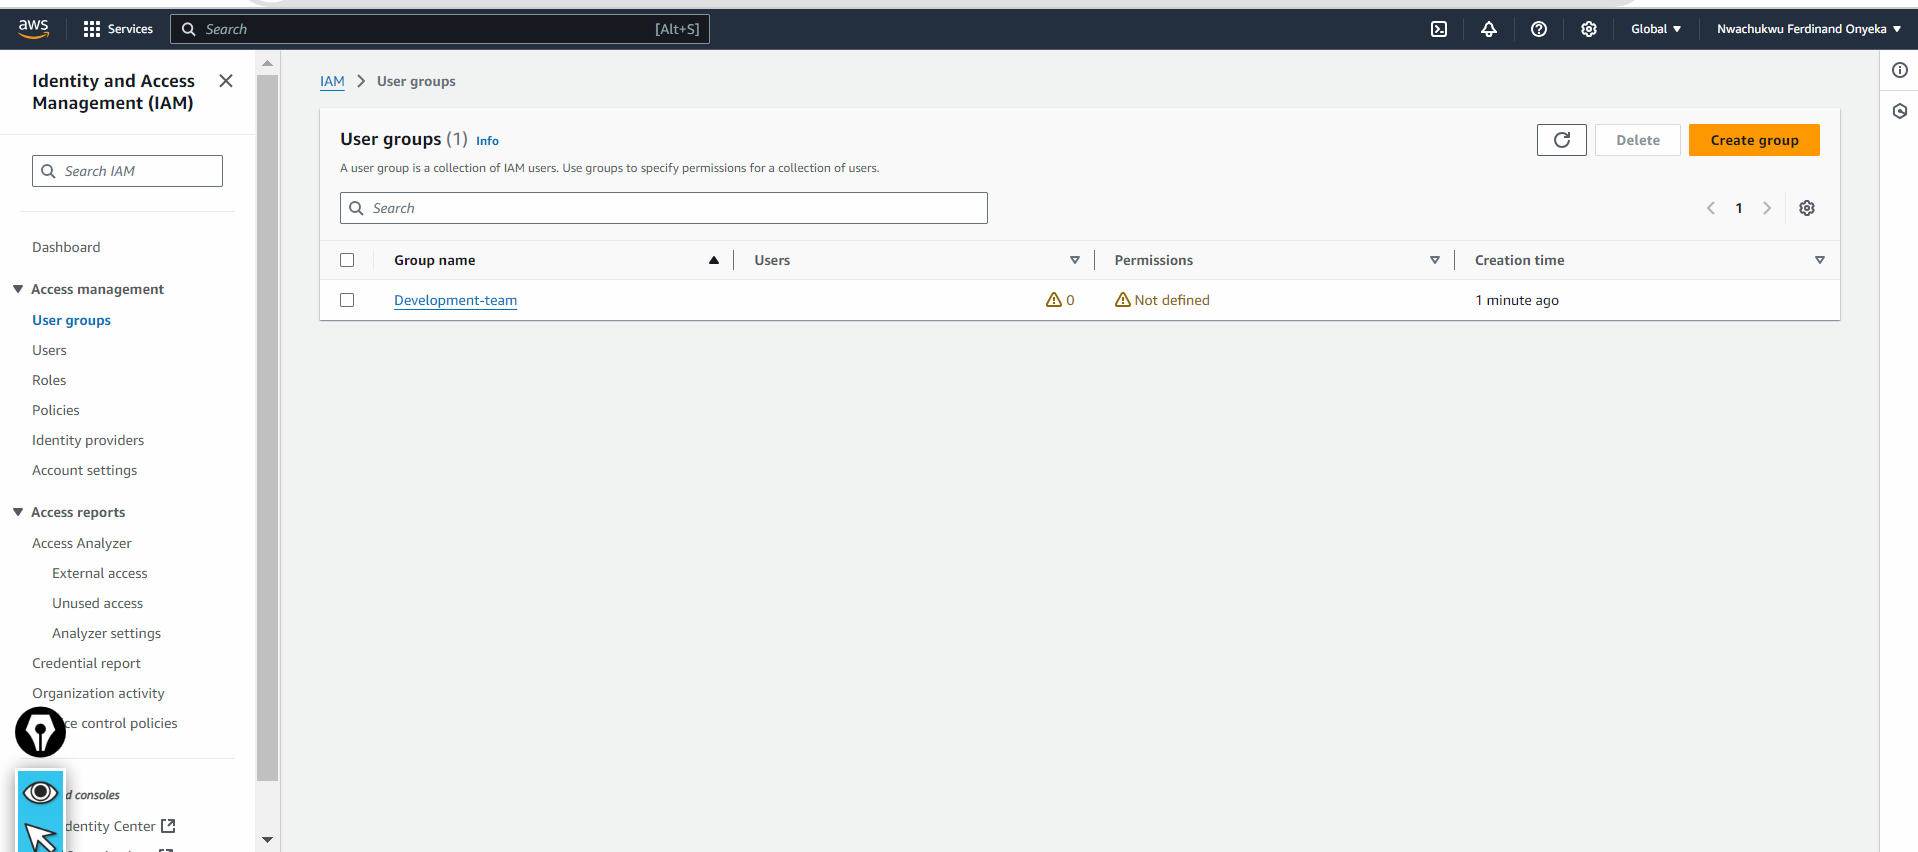 aws
Services
Search
[Alt+S]
Global
Nwachukwu Ferdinand Onyeka
Identity and Access
Management (IAM)
Search IAM
Dashboard
Access management
User groups
Users
Roles
Policies
Identity providers
Account settings
Access reports
Access Analyzer
External access
Unused access
Analyzer settings
Credential report
Organization activity
control policies
consoles
Center
IAM
User groups
User groups (1) Info
A user group is a collection of IAM users. Use groups to specify permissions for a collection of users.
Delete
Create group
Search
1
Group name
Users
Permissions
Creation time
Development-team
0
Not defined
1 minute ago